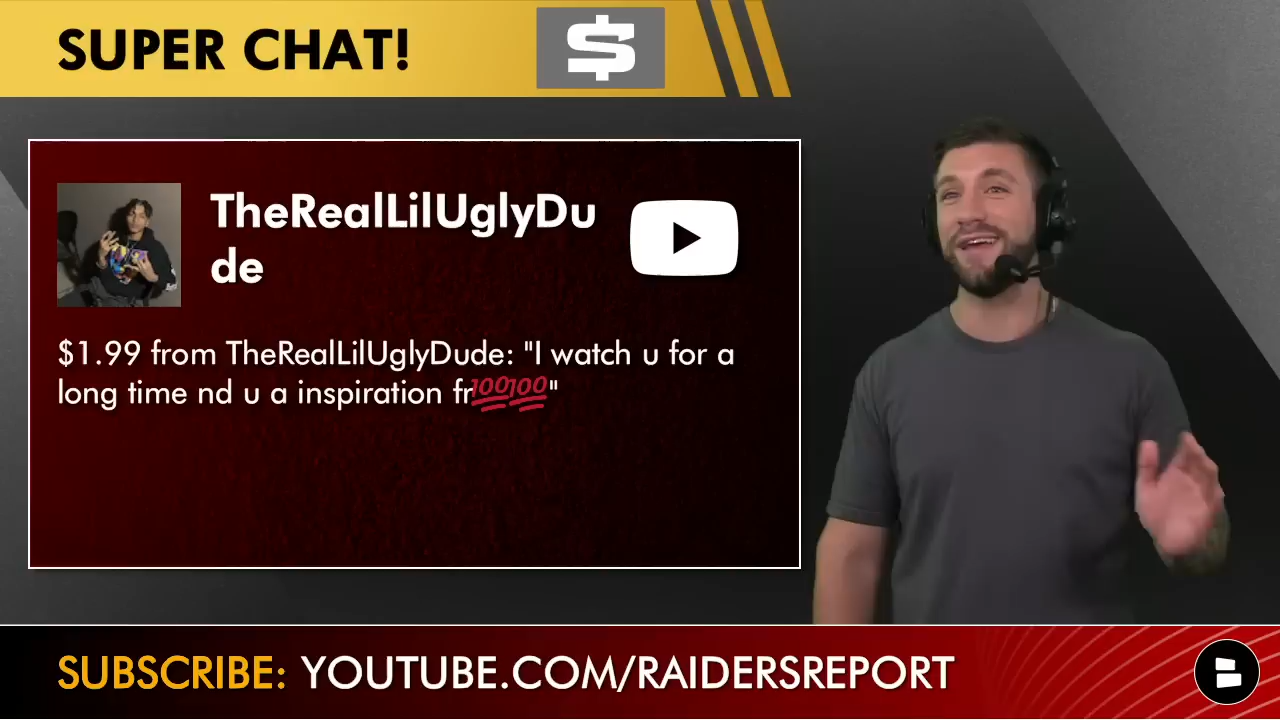 SUPER CHAT!
$
TheRealLilUglyDu
de
$1.99 from TheRealLilUglyDude: "I watch u for a
long time nd u a inspiration fr💯💯"
SUBSCRIBE: YOUTUBE.COM/RAIDERSREPORT